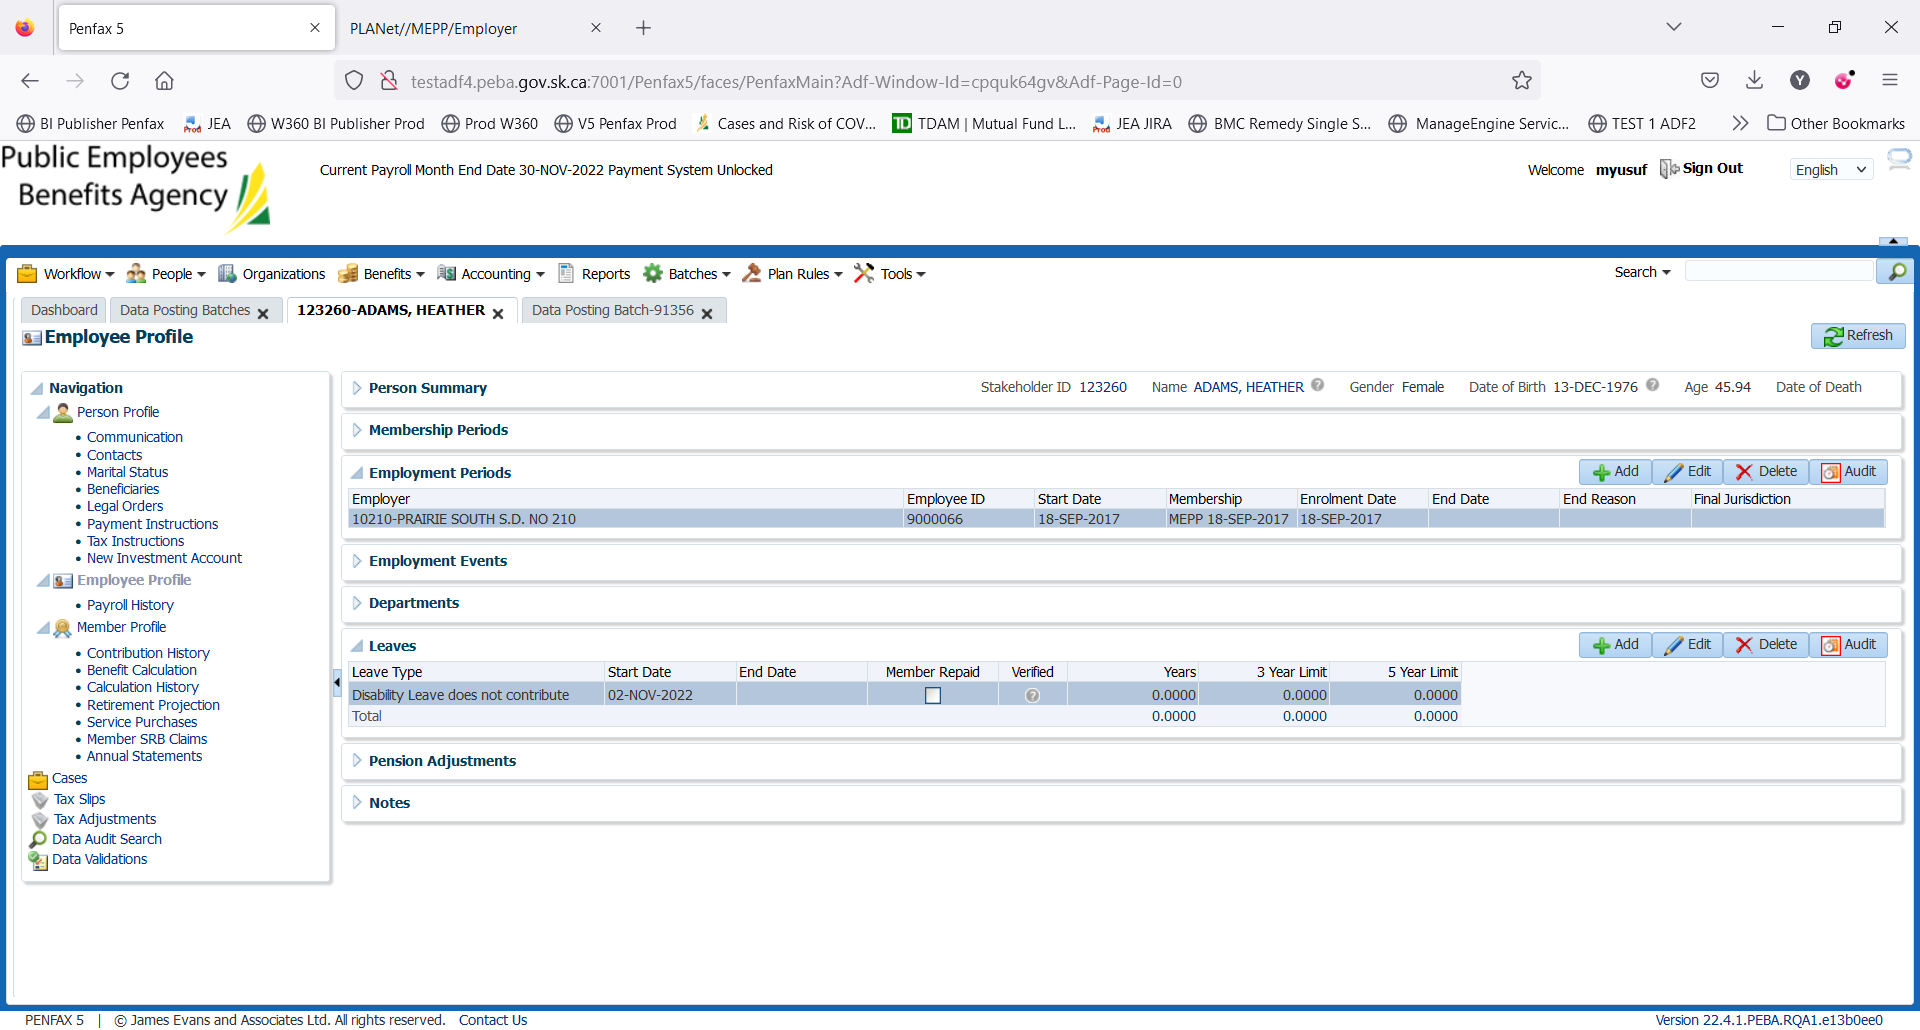 Penfax 5
PLANet//MEPP/Employer
testadf4.peba.gov.sk.ca:7001/Penfax5/faces/PenfaxMain?Adf-Window-Id=cpquk64gv&Adf-Page-Id=0
Y
BI Publisher Penfax JEA W360 BI Publisher Prod Prod W360 V5 Penfax Prod Cases and Risk of COV... TDAM | Mutual Fund L... JEA JIRA BMC Remedy Single S... ManageEngine Servic... TEST 1 ADF2 Other Bookmarks
Public Employees
Benefits Agency
Current Payroll Month End Date 30-NOV-2022 Payment System Unlocked
Welcome myusuf Sign Out English
Workflow People Organizations Benefits Accounting Reports Batches Plan Rules Tools Search
Dashboard Data Posting Batches 123260-ADAMS, HEATHER Data Posting Batch-91356
Employee Profile
Refresh
Navigation
Person Profile
Communication
Contacts
Marital Status
Beneficiaries
Legal Orders
Payment Instructions
Tax Instructions
New Investment Account
Employee Profile
Payroll History
Member Profile
Contribution History
Benefit Calculation
Calculation History
Retirement Projection
Service Purchases
Member SRB Claims
Annual Statements
Cases
Tax Slips
Tax Adjustments
Data Audit Search
Data Validations
Person Summary Stakeholder ID 123260 Name ADAMS, HEATHER Gender Female Date of Birth 13-DEC-1976 Age 45.94 Date of Death
Membership Periods
Employment Periods Add Edit Delete Audit
Employer Employee ID Start Date Membership Enrolment Date End Date End Reason Final Jurisdiction
10210-PRAIRIE SOUTH S.D. NO 210 9000066 18-SEP-2017 MEPP 18-SEP-2017 18-SEP-2017
Employment Events
Departments
Leaves Add Edit Delete Audit
Leave Type Start Date End Date Member Repaid Verified Years 3 Year Limit 5 Year Limit
Disability Leave does not contribute 02-NOV-2022 0.0000 0.0000 0.0000
Total 0.0000 0.0000 0.0000
Pension Adjustments
Notes
PENFAX 5 | © James Evans and Associates Ltd. All rights reserved. Contact Us
Version 22.4.1.PEBA.RQA1.e13b0ee0